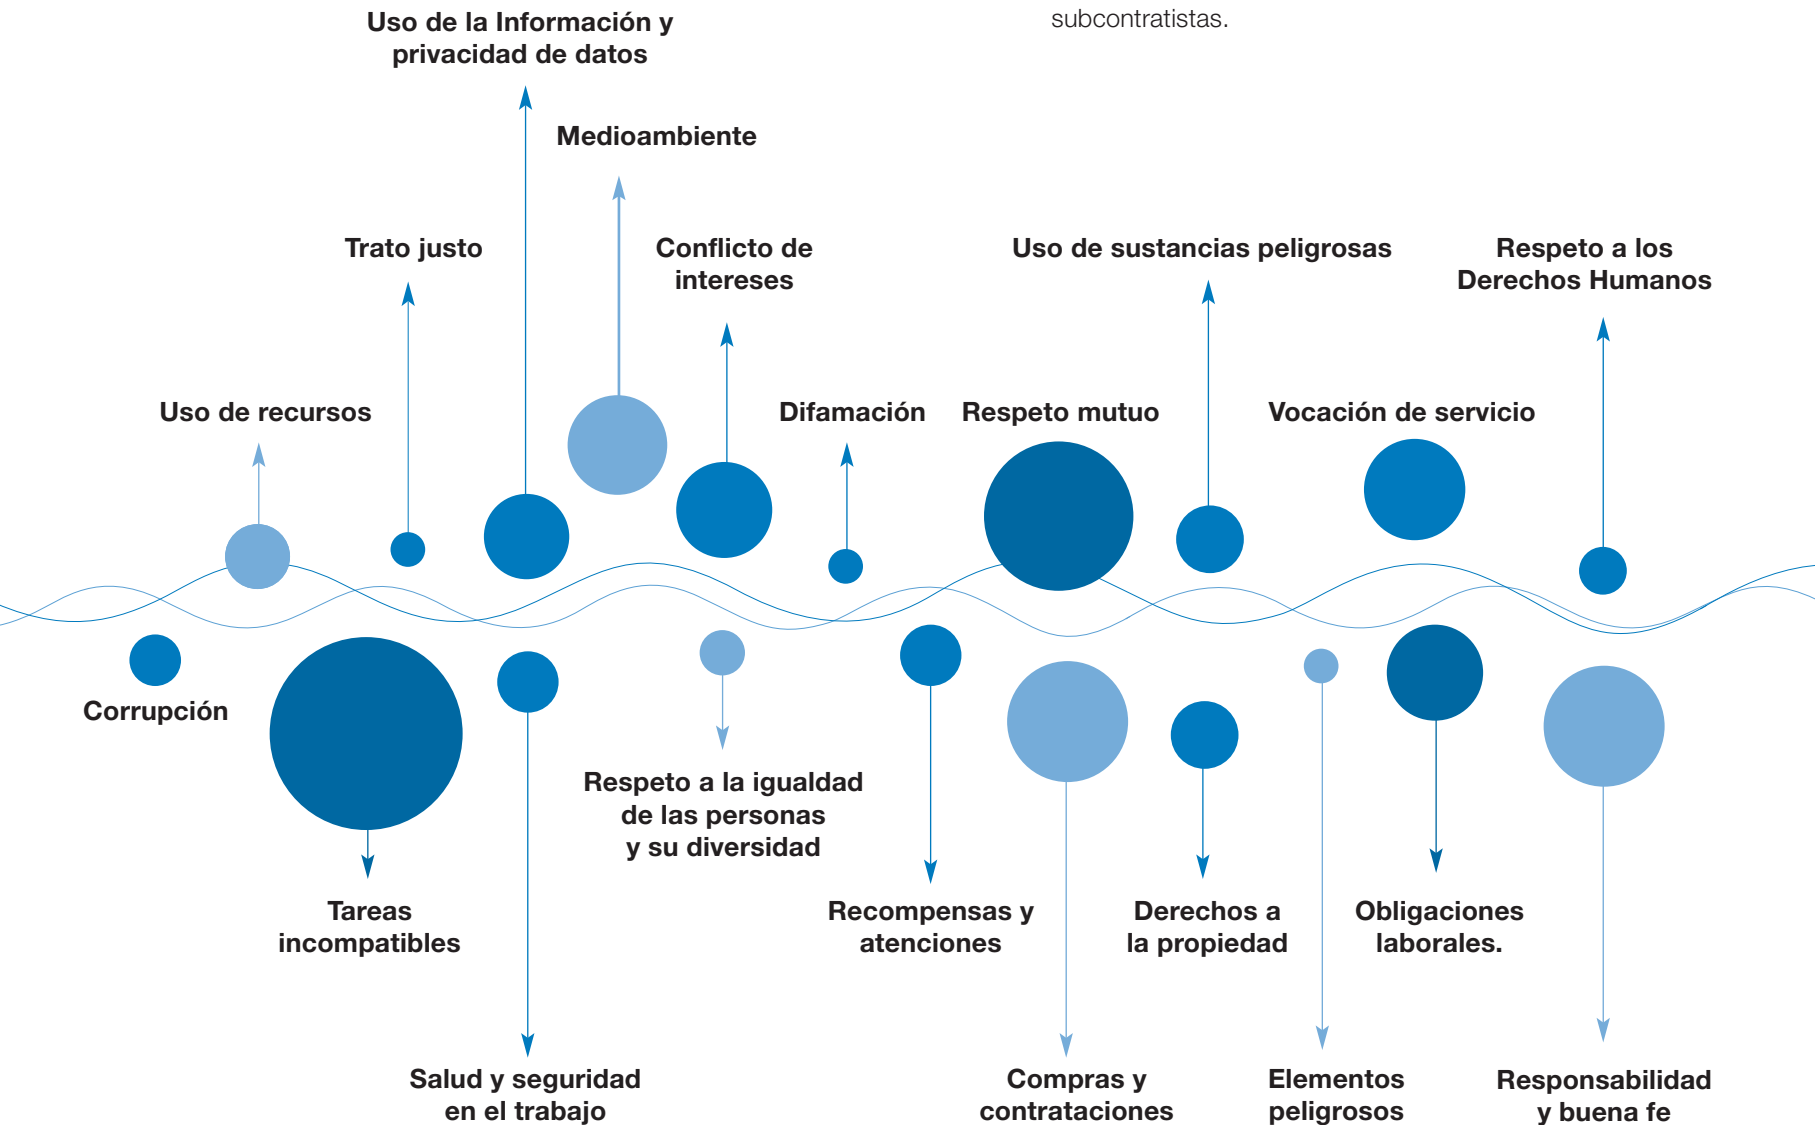 subcontratistas.
Uso de la Información y
privacidad de datos
Medioambiente
Trato justo
Conflicto de
intereses
Uso de sustancias peligrosas
Respeto a los
Derechos Humanos
Uso de recursos
Difamación
Respeto mutuo
Vocación de servicio
Corrupción
Respeto a la igualdad
de las personas
y su diversidad
Tareas
incompatibles
Recompensas y
atenciones
Derechos a
la propiedad
Obligaciones
laborales.
Salud y seguridad
en el trabajo
Compras y
contrataciones
Elementos
peligrosos
Responsabilidad
y buena fe